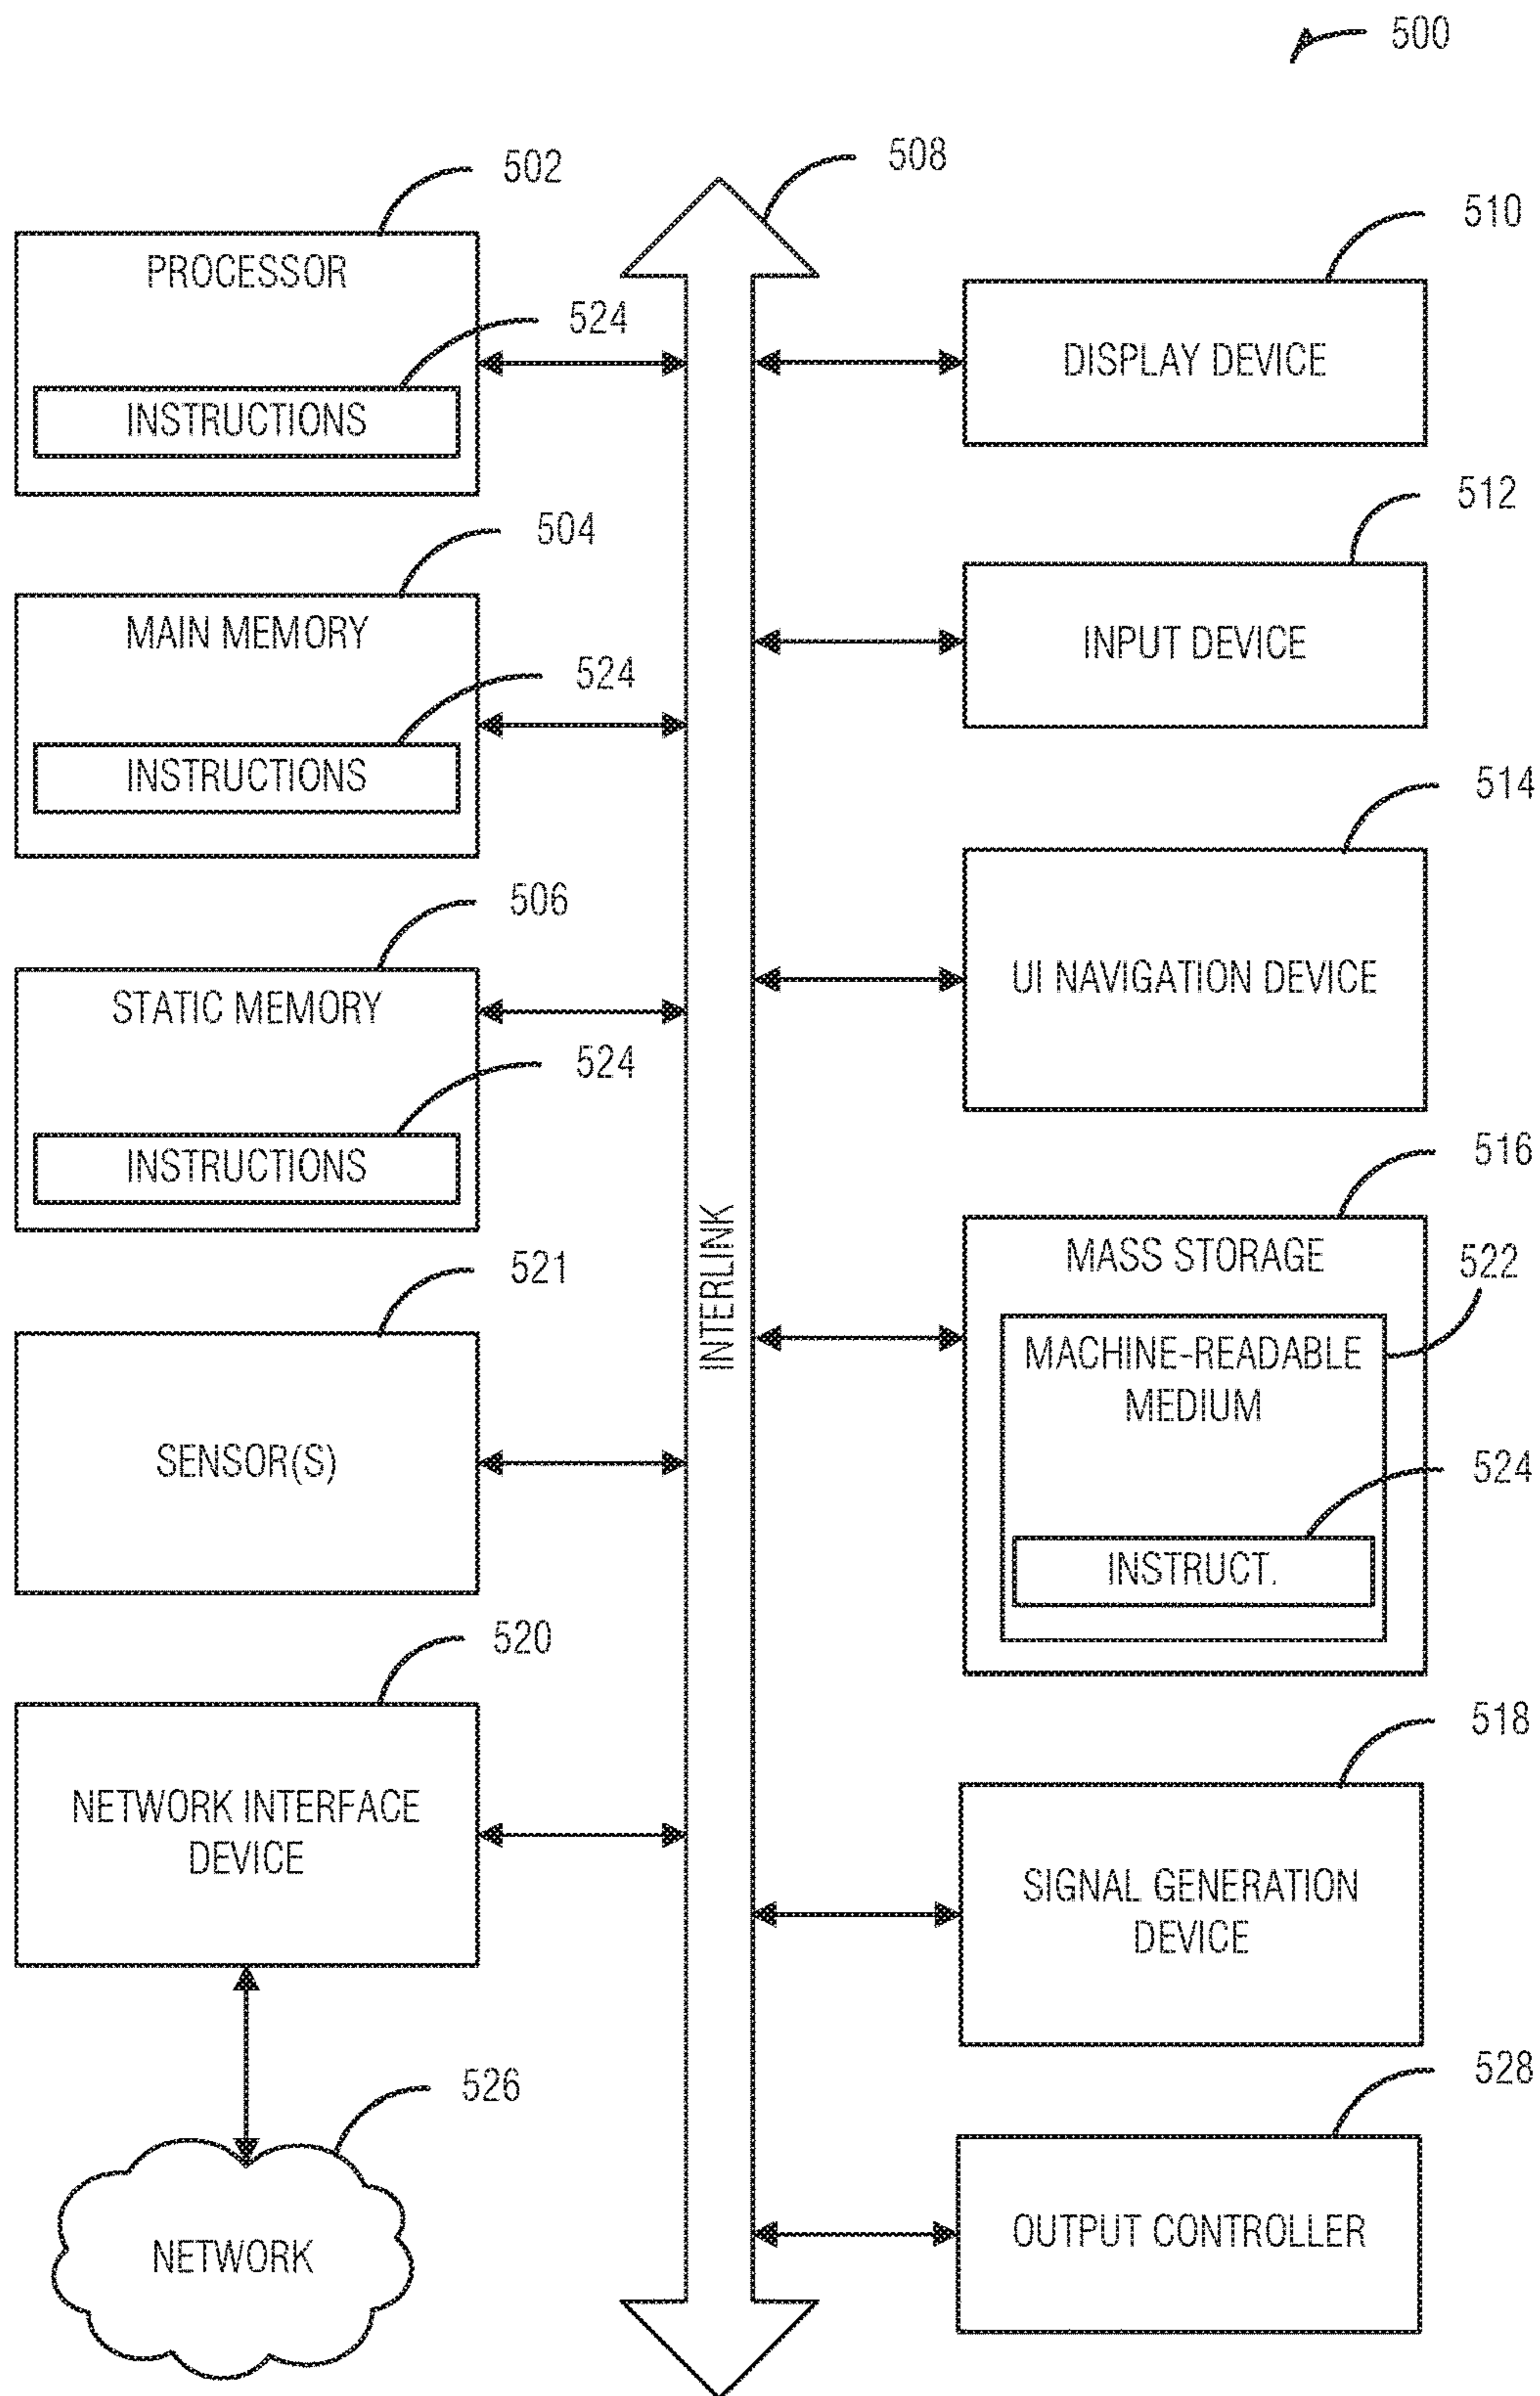 500
502
508
510
PROCESSOR
524
INSTRUCTIONS
DISPLAY DEVICE
504
512
MAIN MEMORY
524
INSTRUCTIONS
INPUT DEVICE
506
514
STATIC MEMORY
524
INSTRUCTIONS
UI NAVIGATION DEVICE
INTERLINK
521
516
SENSOR(S)
MASS STORAGE
522
MACHINE-READABLE
MEDIUM
524
INSTRUCT.
520
518
NETWORK INTERFACE
DEVICE
SIGNAL GENERATION
DEVICE
526
528
NETWORK
OUTPUT CONTROLLER